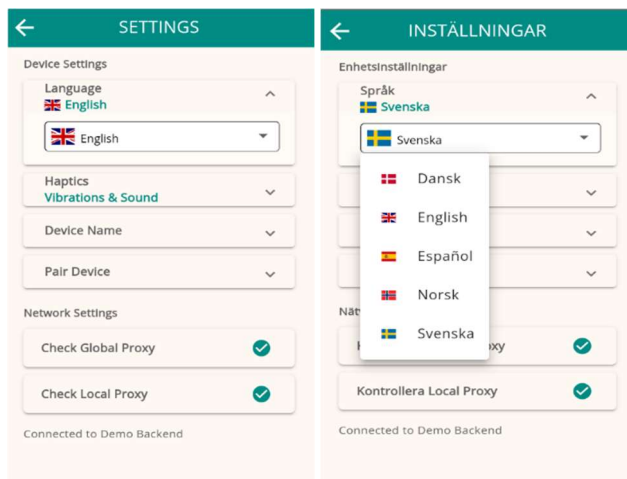 SETTINGS
Device Settings
Language
English
English
Haptics
Vibrations & Sound
Device Name
Pair Device
Network Settings
Check Global Proxy
Check Local Proxy
Connected to Demo Backend
INSTÄLLNINGAR
Enhetsinställningar
Språk
Svenska
Svenska
Dansk
English
Español
Norsk
Svenska
Kontrollera Local Proxy
Connected to Demo Backend